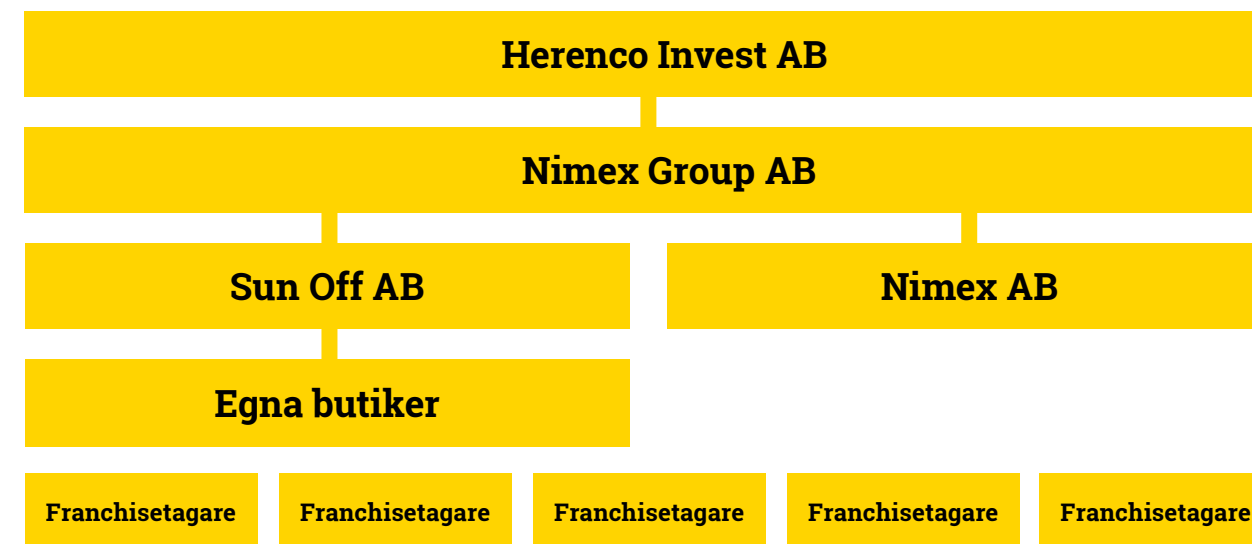 Herenco Invest AB
Nimex Group AB
Sun Off AB
Nimex AB
Egna butiker
Franchisetagare
Franchisetagare
Franchisetagare
Franchisetagare
Franchisetagare